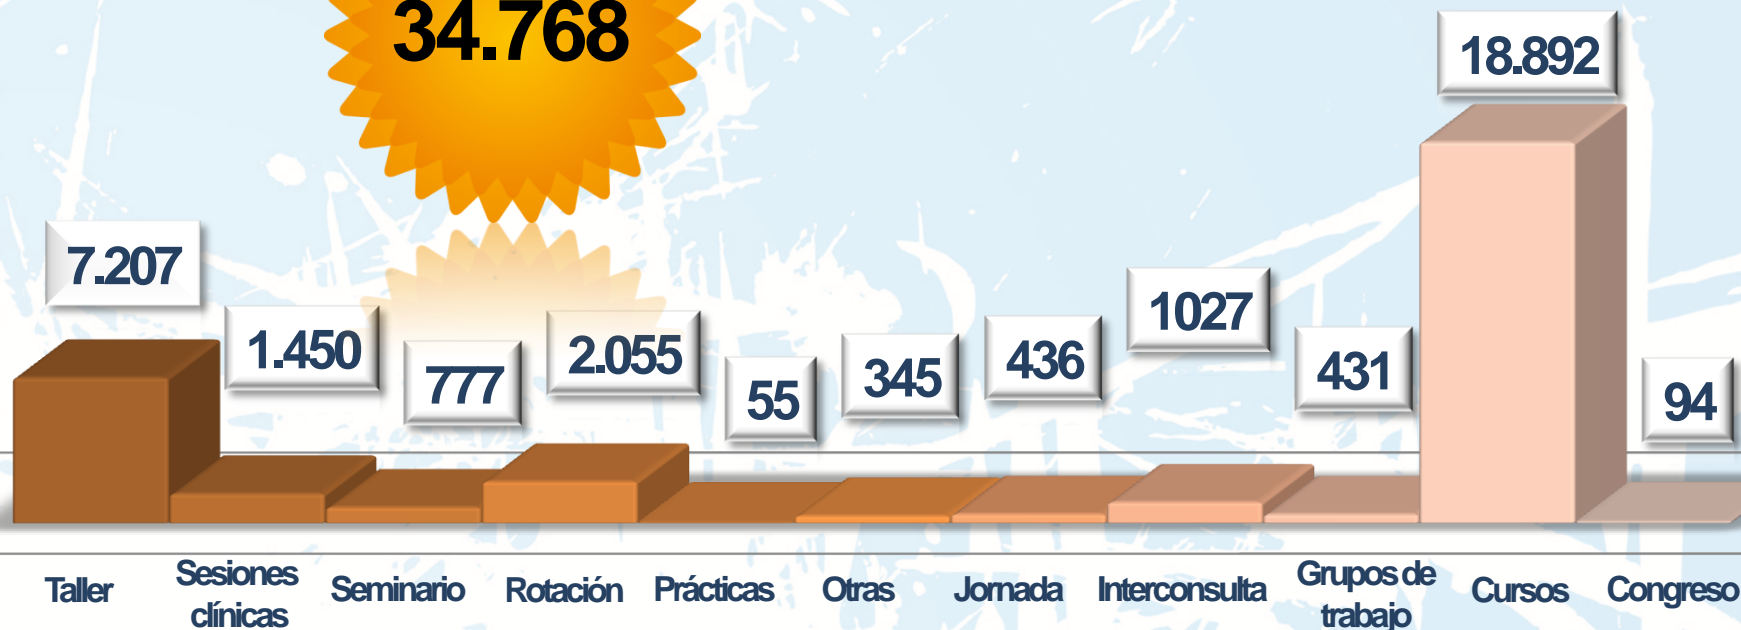 34.768
18.892
7.207
1.450
777
2.055
55
345
436
1027
431
94
Taller
Sesiones
clínicas
Seminario
Rotación
Prácticas
Otras
Jornada
Interconsulta
Grupos de
trabajo
Cursos
Congreso